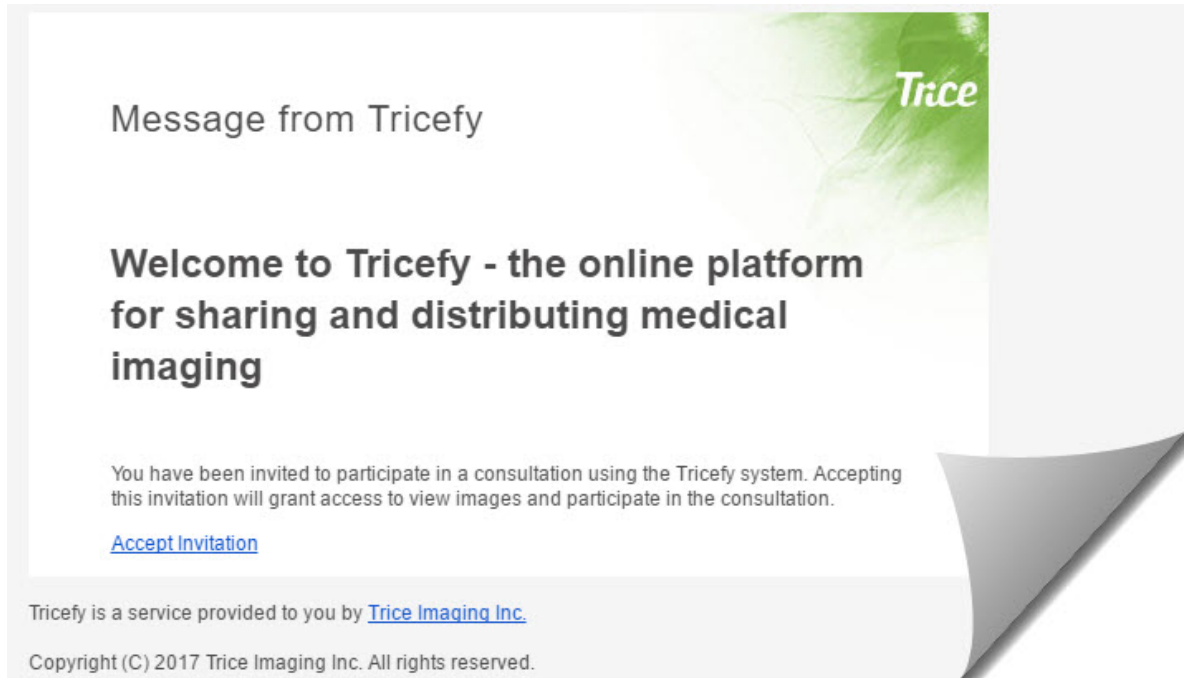 Trice
Message from Tricefy
Welcome to Tricefy - the online platform
for sharing and distributing medical
imaging
You have been invited to participate in a consultation using the Tricefy system. Accepting
this invitation will grant access to view images and participate in the consultation.
Accept Invitation
Tricefy is a service provided to you by Trice Imaging Inc.
Copyright (C) 2017 Trice Imaging Inc. All rights reserved.